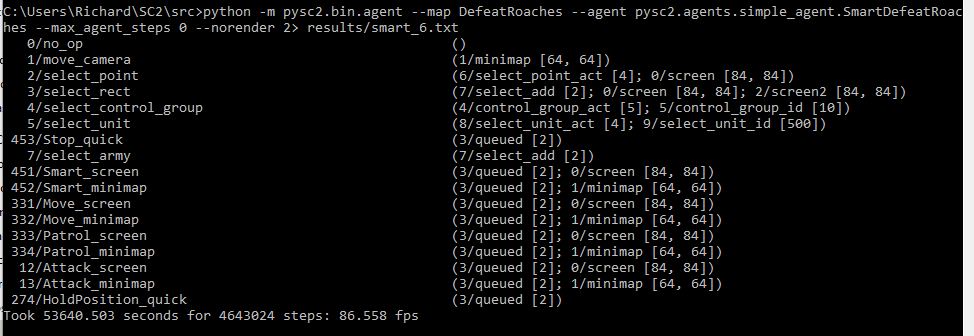 C:\Users\Richard\SC2\src>python -m pysc2.bin.agent --map DefeatRoaches --agent pysc2.agents.simple_agent.SmartDefeatRoac
hes --max_agent_steps 0 --norender 2> results/smart_6.txt
0/no_op ()
1/move_camera (1/minimap [64, 64])
2/select_point (6/select_point_act [4]; 0/screen [84, 84])
3/select_rect (7/select_add [2]; 0/screen [84, 84]; 2/screen2 [84, 84])
4/select_control_group (4/control_group_act [5]; 5/control_group_id [10])
5/select_unit (8/select_unit_act [4]; 9/select_unit_id [500])
453/Stop_quick (3/queued [2])
7/select_army (7/select_add [2])
451/Smart_screen (3/queued [2]; 0/screen [84, 84])
452/Smart_minimap (3/queued [2]; 1/minimap [64, 64])
331/Move_screen (3/queued [2]; 0/screen [84, 84])
332/Move_minimap (3/queued [2]; 1/minimap [64, 64])
333/Patrol_screen (3/queued [2]; 0/screen [84, 84])
334/Patrol_minimap (3/queued [2]; 1/minimap [64, 64])
12/Attack_screen (3/queued [2]; 0/screen [84, 84])
13/Attack_minimap (3/queued [2]; 1/minimap [64, 64])
274/HoldPosition_quick (3/queued [2])
Took 53640.503 seconds for 4643024 steps: 86.558 fps